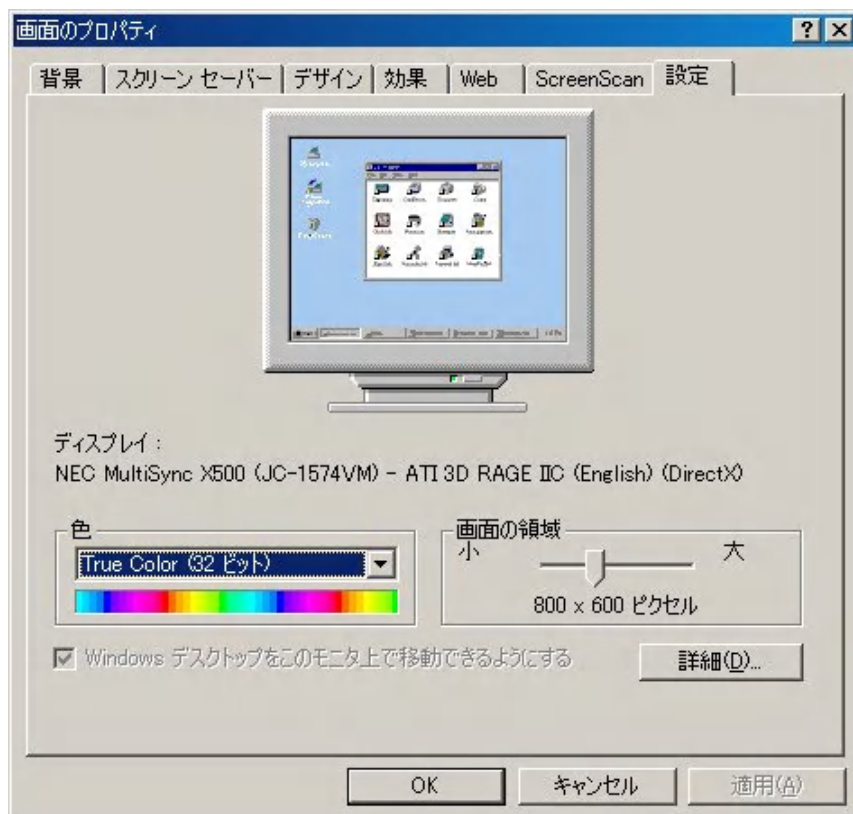 画面のプロパティ
背景 スクリーン セーバー デザイン 効果 Web ScreenScan 設定
ディスプレイ：
NEC MultiSync X500 (JC-1574VM) - ATI 3D RAGE IIC (English) (DirectX)
色
True Color (32 ビット)
画面の領域
小 大
800 x 600 ピクセル
Windows デスクトップをこのモニタ上で移動できるようにする
詳細(D)...
OK キャンセル 適用(A)